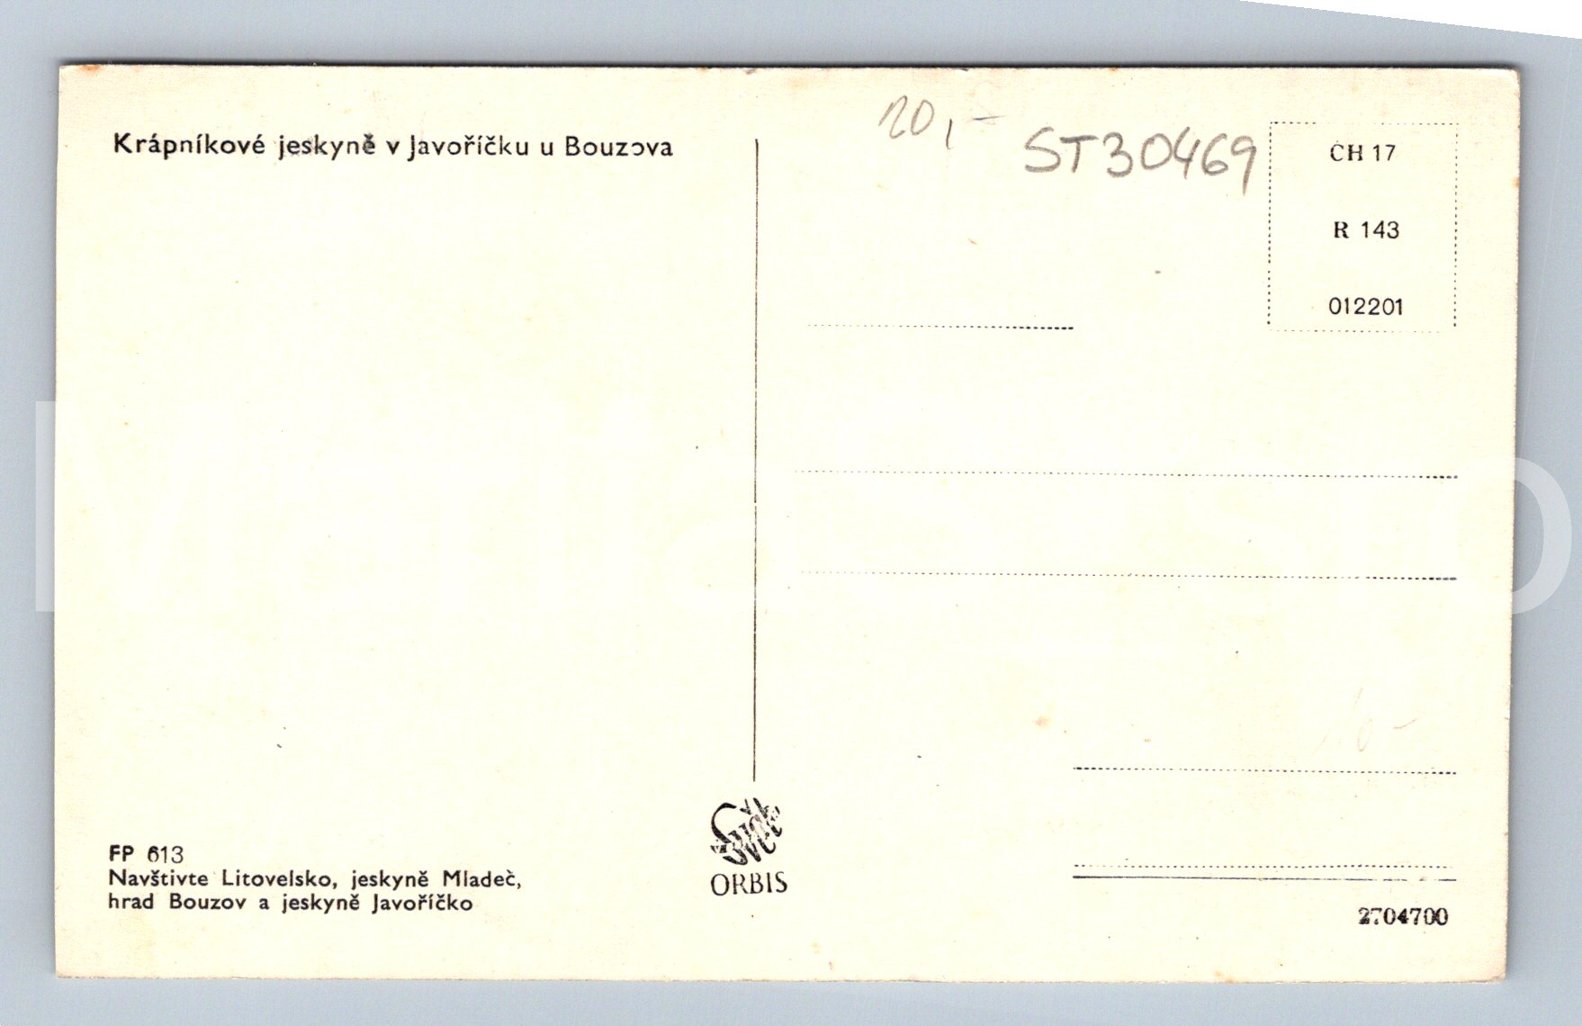 Krápníkové jeskyně v Javoříčku u Bouzova
20,-
ST30469
CH 17
R 143
012201
FP 613
Navštivte Litovelsko, jeskyně Mladeč,
hrad Bouzov a jeskyně Javoříčko
Svět
ORBIS
2704700